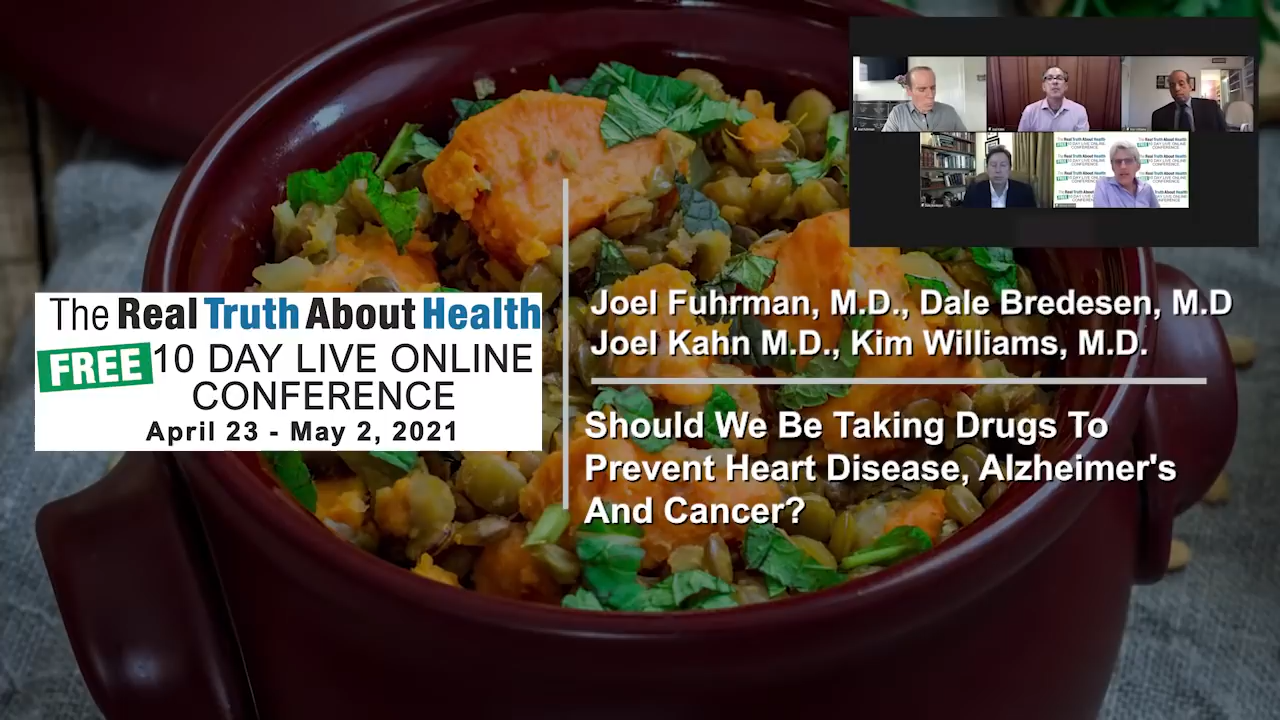 The Real Truth About Health
FREE 10 DAY LIVE ONLINE
CONFERENCE
April 23 - May 2, 2021
Joel Fuhrman, M.D., Dale Bredesen, M.D
Joel Kahn M.D., Kim Williams, M.D.
Should We Be Taking Drugs To
Prevent Heart Disease, Alzheimer's
And Cancer?